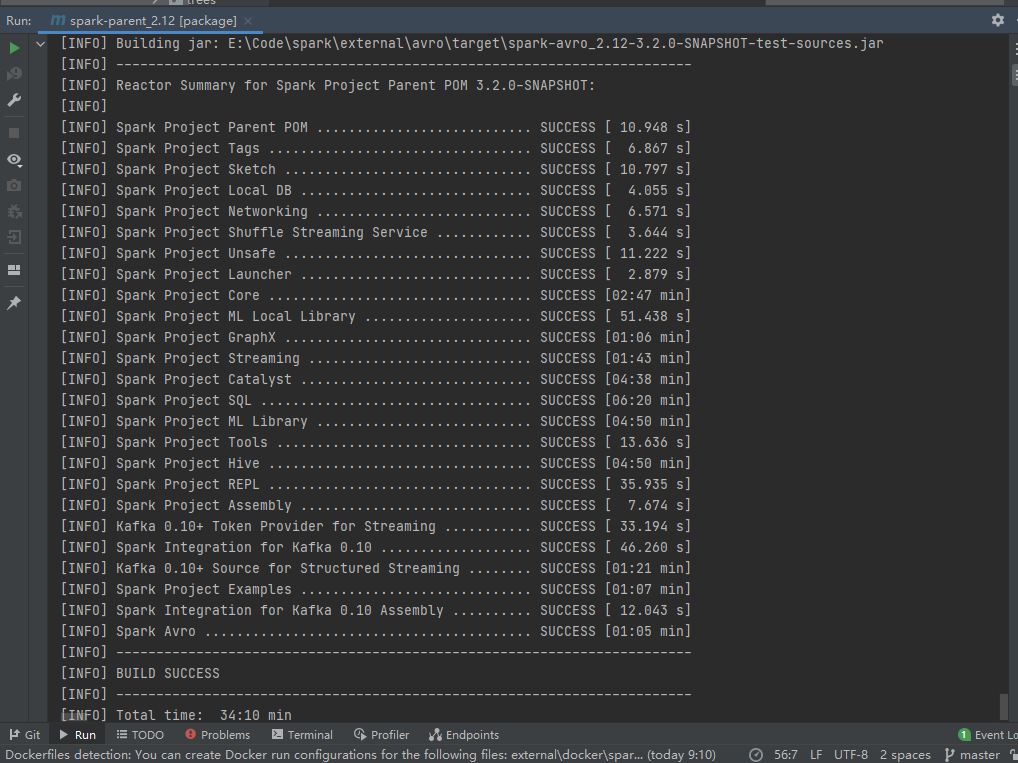 trees
Run: m spark-parent_2.12 [package] ×
[INFO] Building jar: E:\Code\spark\external\avro\target\spark-avro_2.12-3.2.0-SNAPSHOT-test-sources.jar
[INFO] ------------------------------------------------------------------------
[INFO] Reactor Summary for Spark Project Parent POM 3.2.0-SNAPSHOT:
[INFO]
[INFO] Spark Project Parent POM ........................... SUCCESS [ 10.948 s]
[INFO] Spark Project Tags ................................. SUCCESS [  6.867 s]
[INFO] Spark Project Sketch ............................... SUCCESS [ 10.797 s]
[INFO] Spark Project Local DB ............................. SUCCESS [  4.055 s]
[INFO] Spark Project Networking ........................... SUCCESS [  6.571 s]
[INFO] Spark Project Shuffle Streaming Service ............ SUCCESS [  3.644 s]
[INFO] Spark Project Unsafe ............................... SUCCESS [ 11.222 s]
[INFO] Spark Project Launcher ............................. SUCCESS [  2.879 s]
[INFO] Spark Project Core ................................. SUCCESS [02:47 min]
[INFO] Spark Project ML Local Library ..................... SUCCESS [ 51.438 s]
[INFO] Spark Project GraphX ............................... SUCCESS [01:06 min]
[INFO] Spark Project Streaming ............................ SUCCESS [01:43 min]
[INFO] Spark Project Catalyst ............................. SUCCESS [04:38 min]
[INFO] Spark Project SQL .................................. SUCCESS [06:20 min]
[INFO] Spark Project ML Library ........................... SUCCESS [04:50 min]
[INFO] Spark Project Tools ................................ SUCCESS [ 13.636 s]
[INFO] Spark Project Hive ................................. SUCCESS [04:50 min]
[INFO] Spark Project REPL ................................. SUCCESS [ 35.935 s]
[INFO] Spark Project Assembly ............................. SUCCESS [  7.674 s]
[INFO] Kafka 0.10+ Token Provider for Streaming ........... SUCCESS [ 33.194 s]
[INFO] Spark Integration for Kafka 0.10 ................... SUCCESS [ 46.260 s]
[INFO] Kafka 0.10+ Source for Structured Streaming ........ SUCCESS [01:21 min]
[INFO] Spark Project Examples ............................. SUCCESS [01:07 min]
[INFO] Spark Integration for Kafka 0.10 Assembly .......... SUCCESS [ 12.043 s]
[INFO] Spark Avro ......................................... SUCCESS [01:05 min]
[INFO] ------------------------------------------------------------------------
[INFO] BUILD SUCCESS
[INFO] ------------------------------------------------------------------------
[INFO] Total time:  34:10 min
Git Run TODO Problems Terminal Profiler Endpoints 1 Event Lo
Dockerfiles detection: You can create Docker run configurations for the following files: external\docker\spar... (today 9:10) 56:7 LF UTF-8 2 spaces master